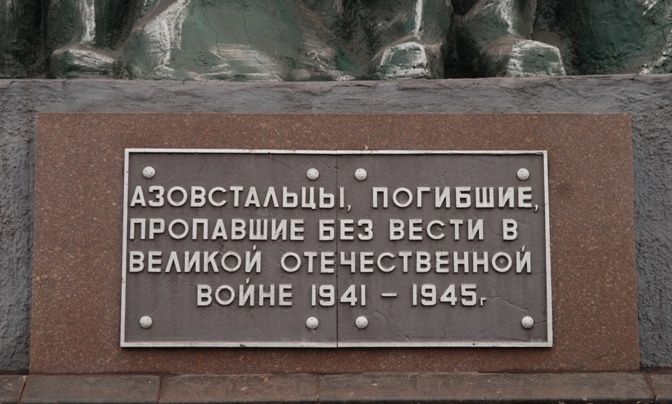 АЗОВСТАЛЬЦЫ, ПОГИБШИЕ,
ПРОПАВШИЕ БЕЗ ВЕСТИ В
ВЕЛИКОЙ ОТЕЧЕСТВЕННОЙ
ВОЙНЕ 1941 – 1945г